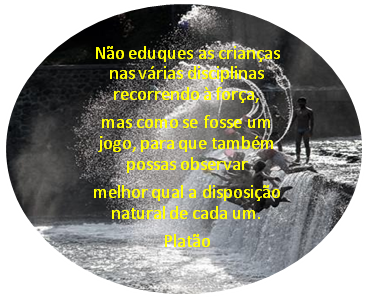 Não eduques as crianças
nas várias disciplinas
recorrendo à força,
mas como se fosse um
jogo, para que também
possas observar
melhor qual a disposição
natural de cada um.
Platão